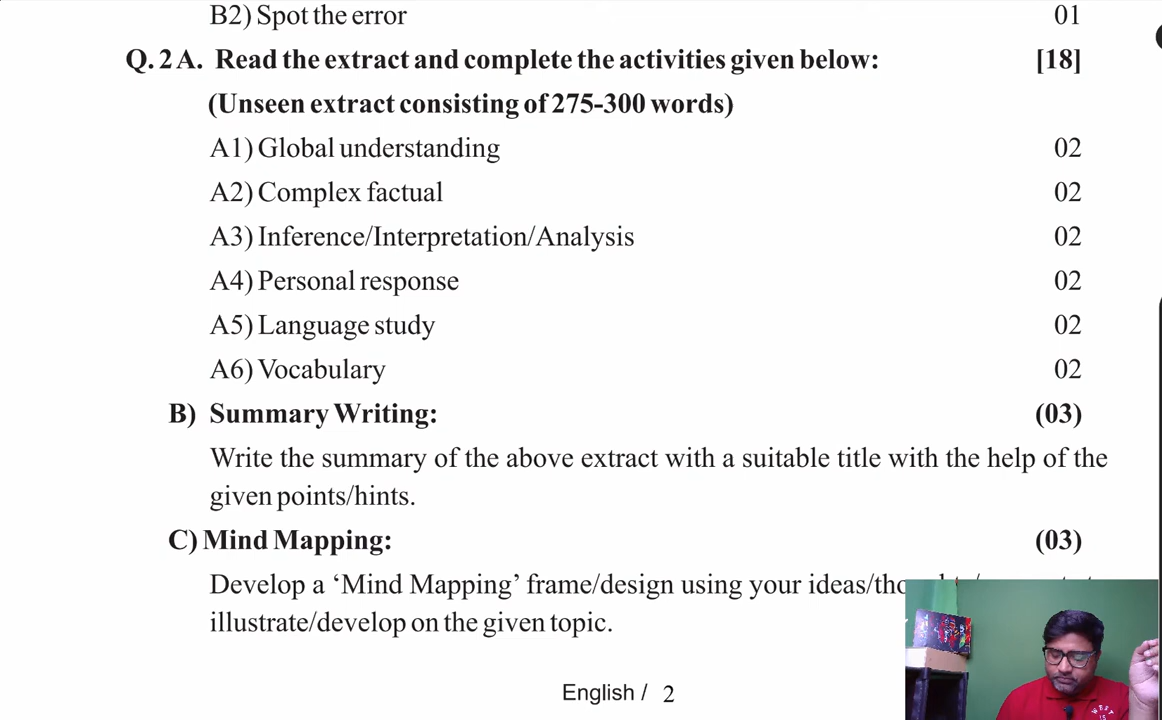 B2) Spot the error 01
Q. 2 A. Read the extract and complete the activities given below: [18]
(Unseen extract consisting of 275-300 words)
A1) Global understanding 02
A2) Complex factual 02
A3) Inference/Interpretation/Analysis 02
A4) Personal response 02
A5) Language study 02
A6) Vocabulary 02
B) Summary Writing: (03)
Write the summary of the above extract with a suitable title with the help of the
given points/hints.
C) Mind Mapping: (03)
Develop a ‘Mind Mapping’ frame/design using your
illustrate/develop on the given topic.
English / 2